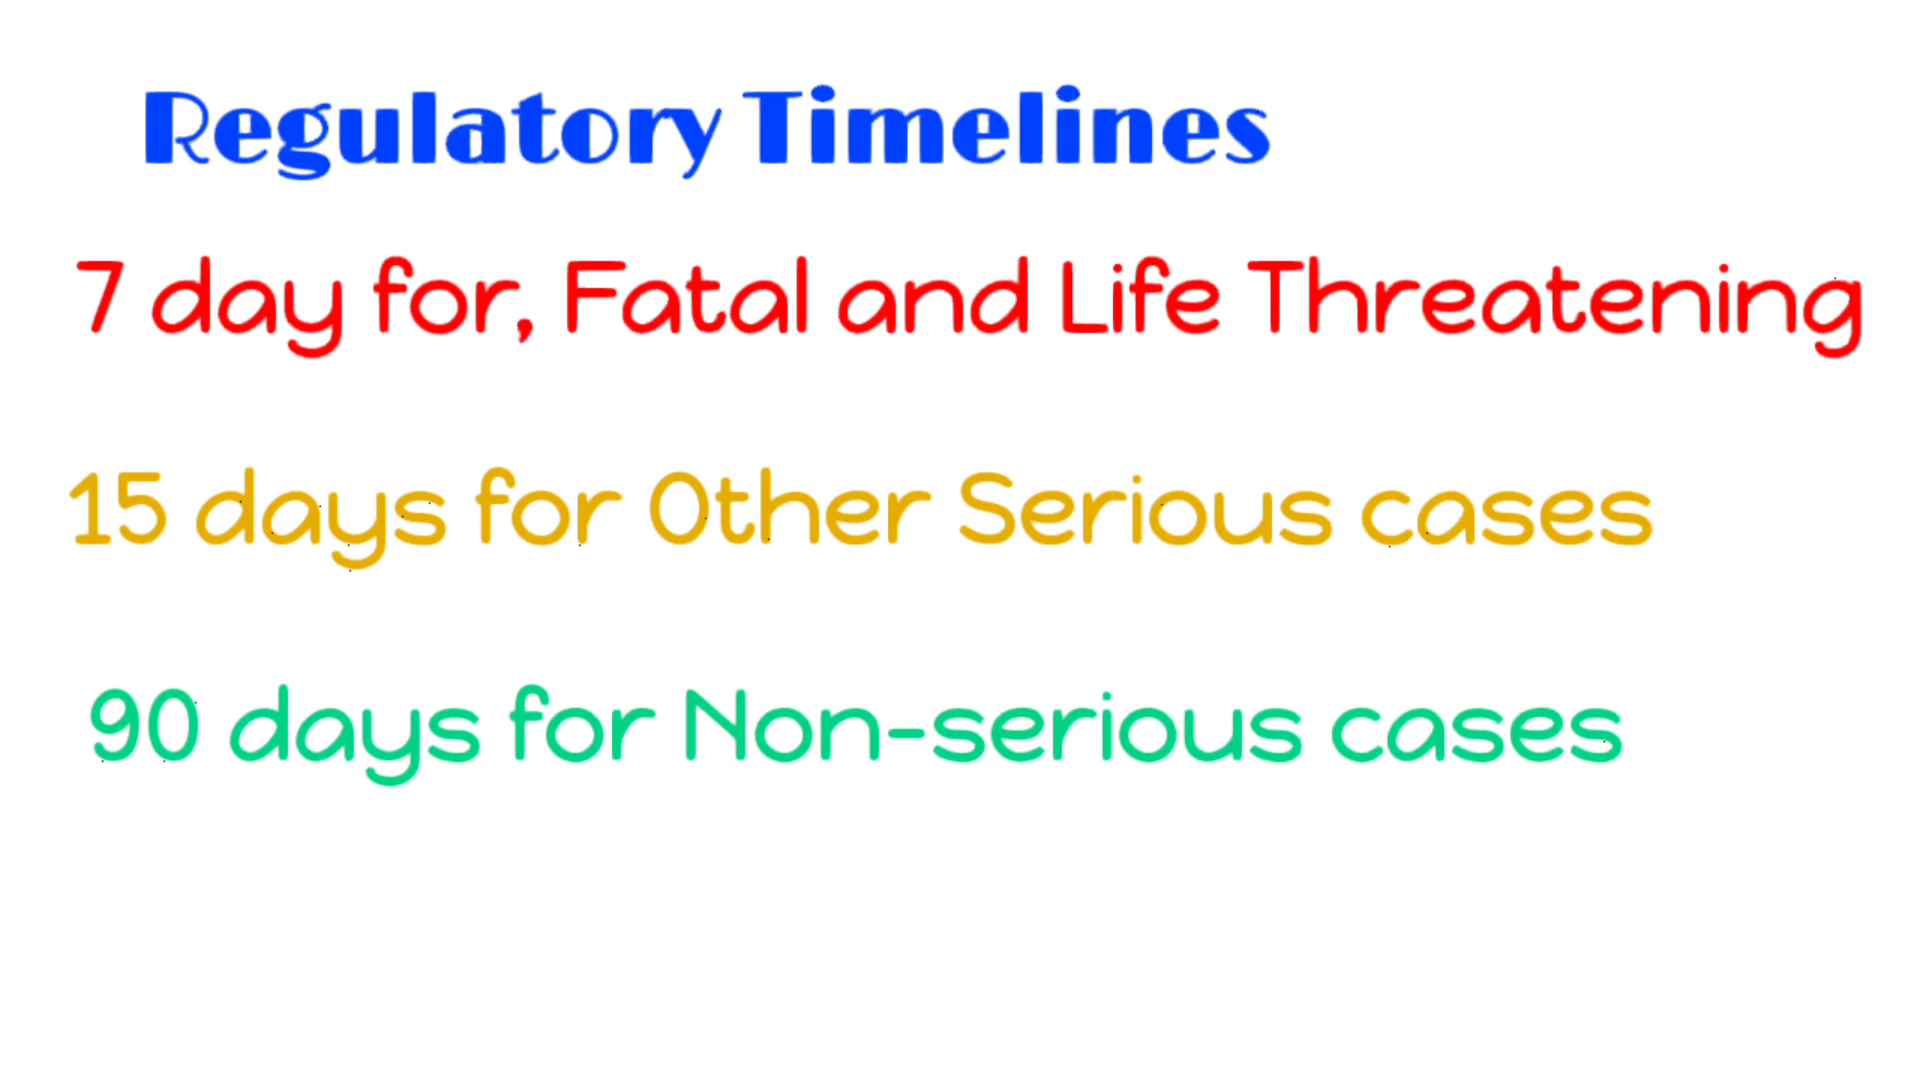 Regulatory Timelines
7 day for, Fatal and Life Threatening
15 days for Other Serious cases
90 days for Non-serious cases